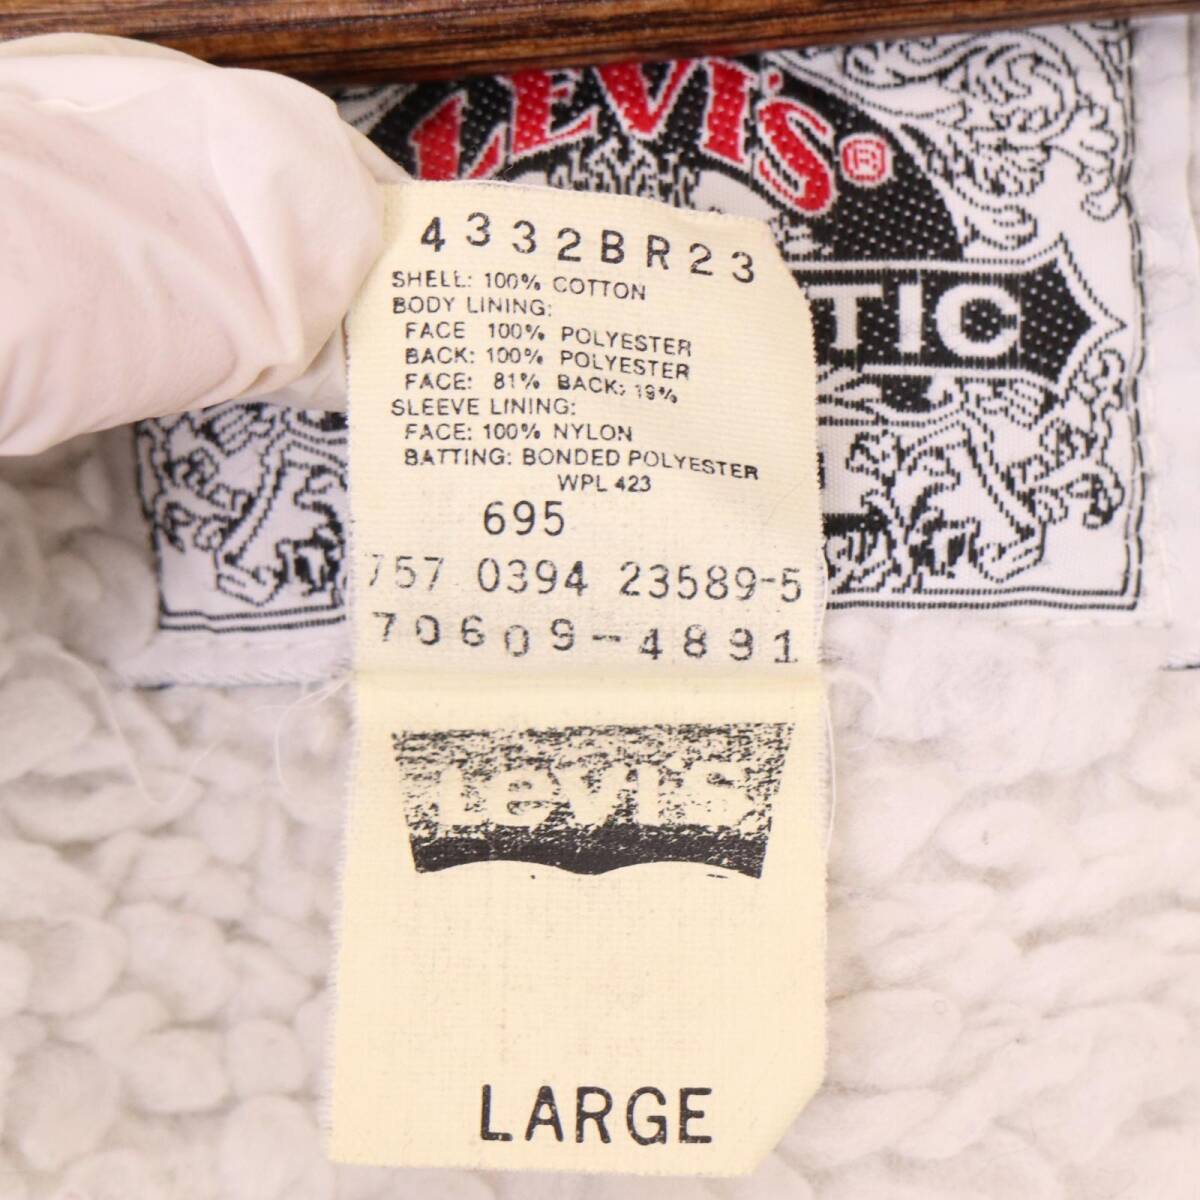 LEVI'S®
TIC
4332BR23
SHELL: 100% COTTON
BODY LINING:
FACE 100% POLYESTER
BACK: 100% POLYESTER
FACE: 81% BACK: 19%
SLEEVE LINING:
FACE: 100% NYLON
BATTING: BONDED POLYESTER
WPL 423
695
757 0394 23589-5
70609-4891
LEVI'S
LARGE